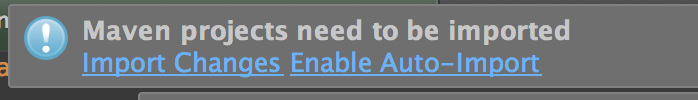 Maven projects need to be imported
Import Changes Enable Auto-Import